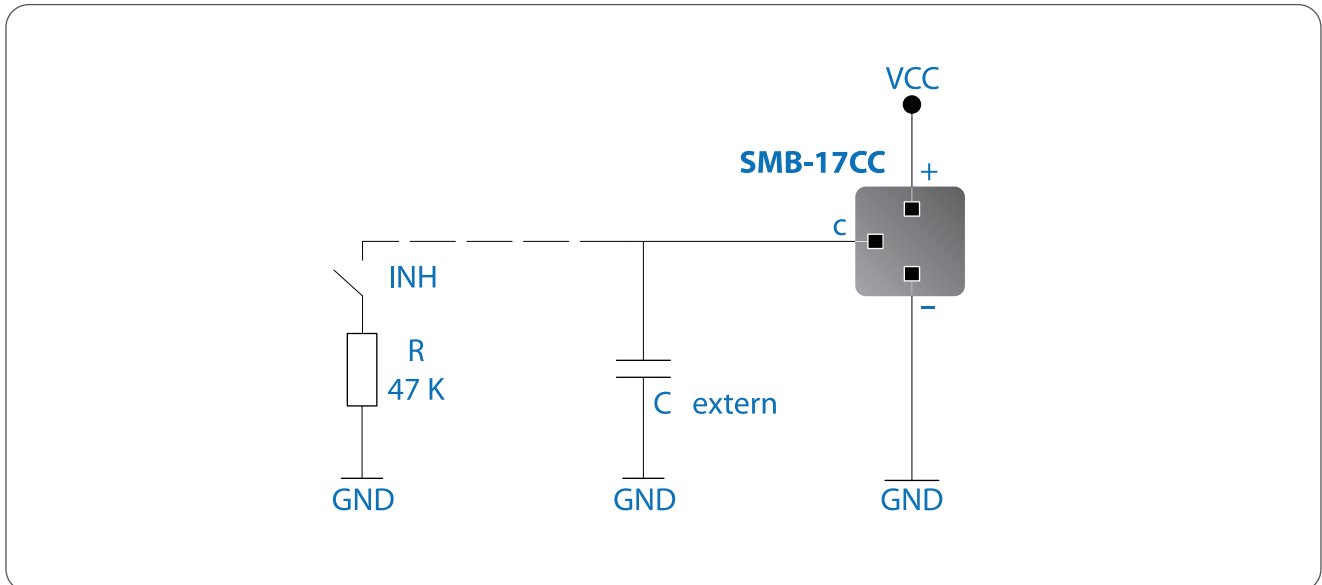 VCC
SMB-17CC
+
c
INH
–
R
47 K
C extern
GND
GND
GND